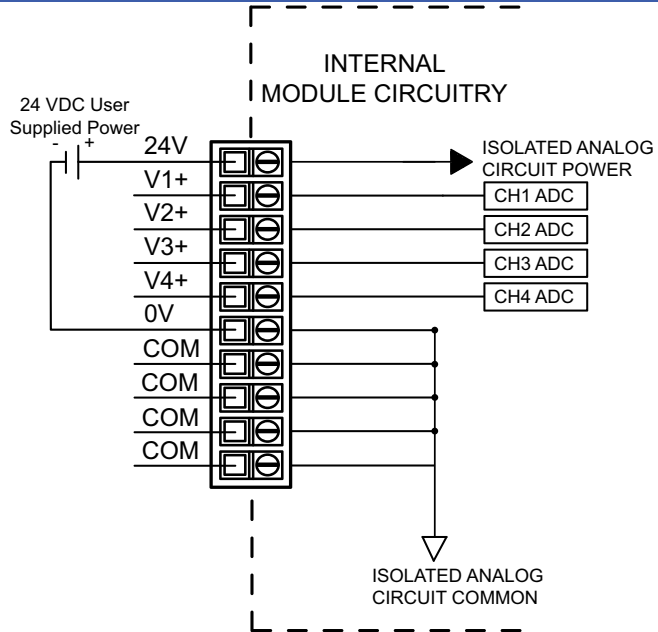 INTERNAL
MODULE CIRCUITRY
24 VDC User
Supplied Power
- +
24V
ISOLATED ANALOG
CIRCUIT POWER
V1+
CH1 ADC
V2+
CH2 ADC
V3+
CH3 ADC
V4+
CH4 ADC
0V
COM
COM
COM
COM
ISOLATED ANALOG
CIRCUIT COMMON